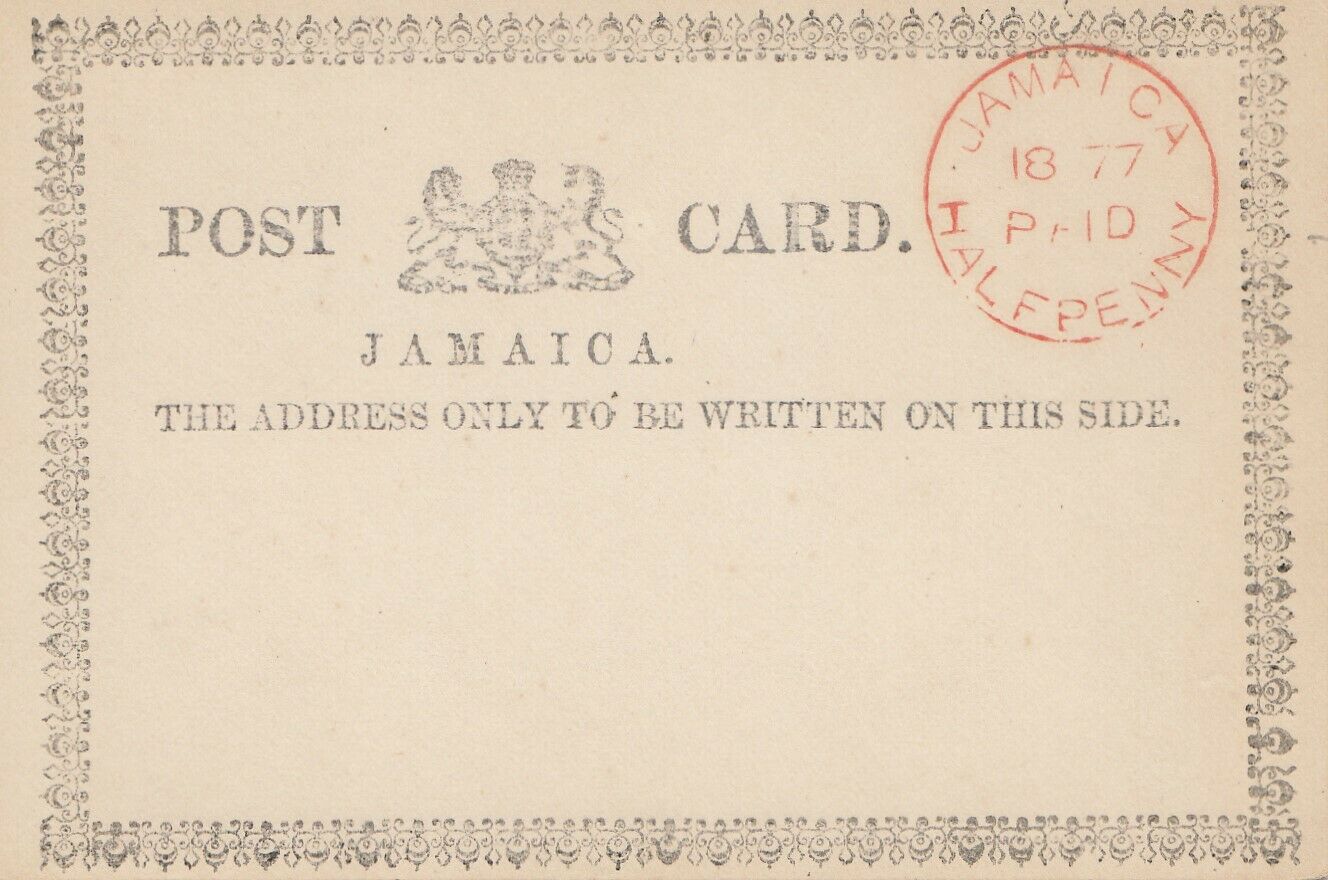 POST CARD.
JAMAICA.
THE ADDRESS ONLY TO BE WRITTEN ON THIS SIDE.
JAMAICA
18 77
PAID
HALFPENNY